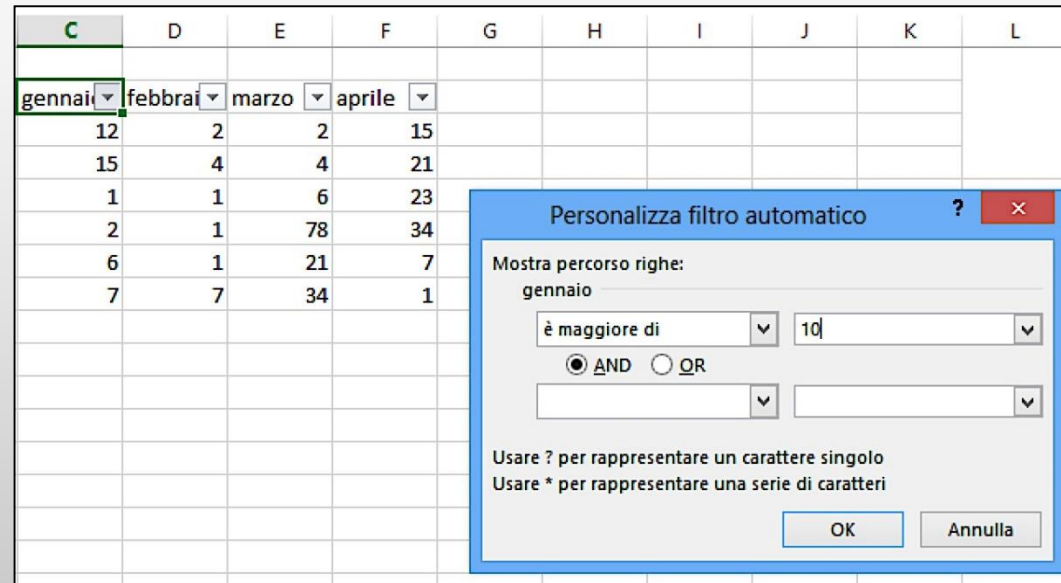 C D E F G H I J K L
gennai febbrai marzo aprile
12 2 2 15
15 4 4 21
1 1 6 23
2 1 78 34
6 1 21 7
7 7 34 1
Personalizza filtro automatico ? ×
Mostra percorso righe:
gennaio
è maggiore di 10
AND OR
Usare ? per rappresentare un carattere singolo
Usare * per rappresentare una serie di caratteri
OK Annulla